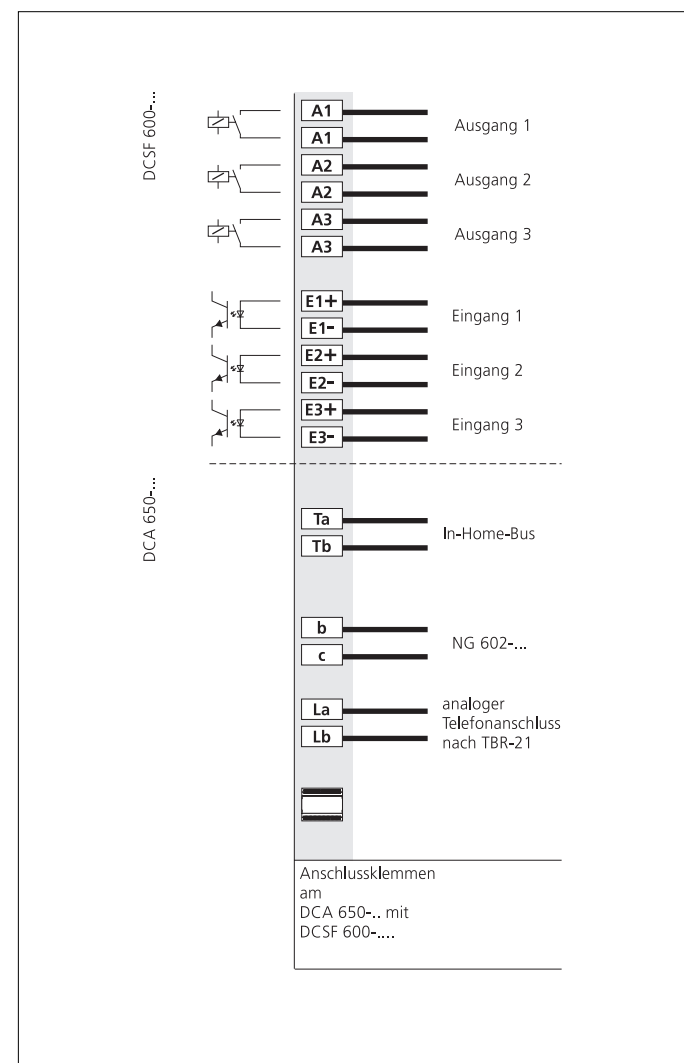 DCSF 600-...
A1
Ausgang 1
A1
A2
Ausgang 2
A2
A3
Ausgang 3
A3
E1+
Eingang 1
E1-
E2+
Eingang 2
E2-
E3+
Eingang 3
E3-
DCA 650-...
Ta
In-Home-Bus
Tb
b
NG 602-...
c
La
Lb
analoger
Telefonanschluss
nach TBR-21
Anschlussklemmen
am
DCA 650-.. mit
DCSF 600-....